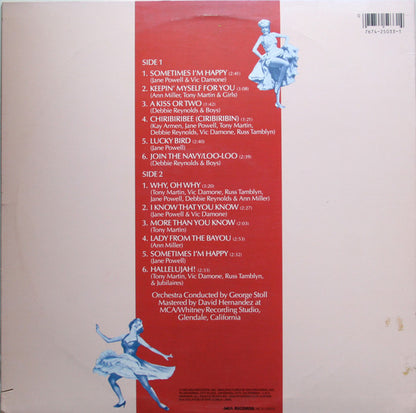 7674-25033-1
SIDE 1
1. SOMETIMES I'M HAPPY (2:45)
(Jane Powell & Vic Damone)
2. KEEPIN' MYSELF FOR YOU (3:08)
(Ann Miller, Tony Martin & Girls)
3. A KISS OR TWO (3:42)
(Debbie Reynolds & Boys)
4. CHIRIBIRIBEE (CIRIBIRIBIN) (3:25)
(Kay Armen, Jane Powell, Tony Martin
Debbie Reynolds, Vic Damone, Russ Tamblyn)
5. LUCKY BIRD (2:40)
(Jane Powell)
6. JOIN THE NAVY/LOO-LOO (2:39)
(Debbie Reynolds & Boys)
SIDE 2
1. WHY, OH WHY (3:20)
(Tony Martin, Vic Damone, Russ Tamblyn,
Jane Powell, Debbie Reynolds & Ann Miller)
2. I KNOW THAT YOU KNOW (2:27)
(Jane Powell & Vic Damone)
3. MORE THAN YOU KNOW (2:03)
(Tony Martin)
4. LADY FROM THE BAYOU (2:53)
(Ann Miller)
5. SOMETIMES I'M HAPPY (2:32)
(Jane Powell)
6. HALLELUJAH! (2:33)
(Tony Martin, Vic Damone, Russ Tamblyn,
& Jubilaires)
Orchestra Conducted by George Stoll
Mastered by David Hernandez at
MCA/Whitney Recording Studio,
Glendale, California
MCA RECORDS